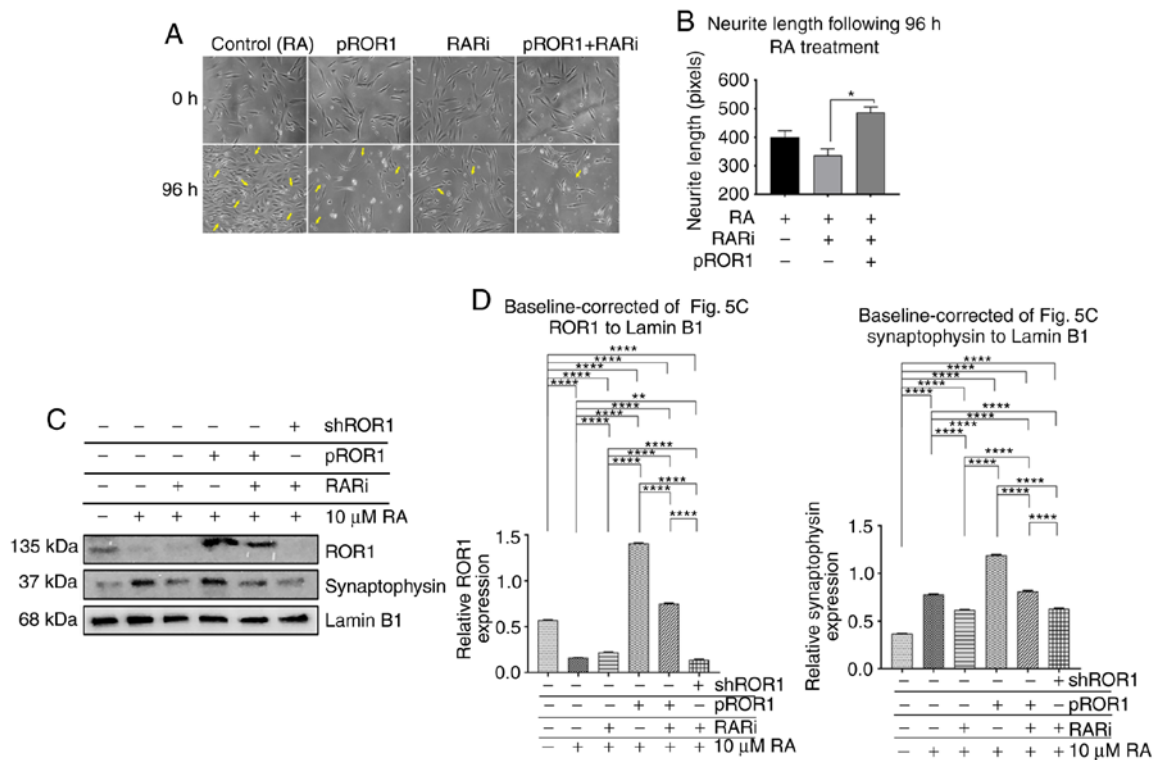 A
Control (RA) pROR1 RARi pROR1+RARi
0 h
96 h
B Neurite length following 96 h
RA treatment
Neurite length (pixels)
600
500
400
300
200
*
RA + + +
RARi – + +
pROR1 – – +
C
– – – – – + shROR1
– – – + + – pROR1
– – + – + + RARi
– + + + + + 10 µM RA
135 kDa ROR1
37 kDa Synaptophysin
68 kDa Lamin B1
D
Baseline-corrected of Fig. 5C
ROR1 to Lamin B1
****
****
****
****
****
**
****
****
****
****
****
****
****
****
****
Relative ROR1
expression
1.5
1.0
0.5
0.0
– – – – – + shROR1
– – – + + – pROR1
– – + – + + RARi
– + + + + + 10 µM RA
Baseline-corrected of Fig. 5C
synaptophysin to Lamin B1
****
****
****
****
****
****
****
****
****
****
****
****
****
****
Relative synaptophysin
expression
1.5
1.0
0.5
0.0
– – – – – + shROR1
– – – + + – pROR1
– – + – + + RARi
– + + + + + 10 µM RA